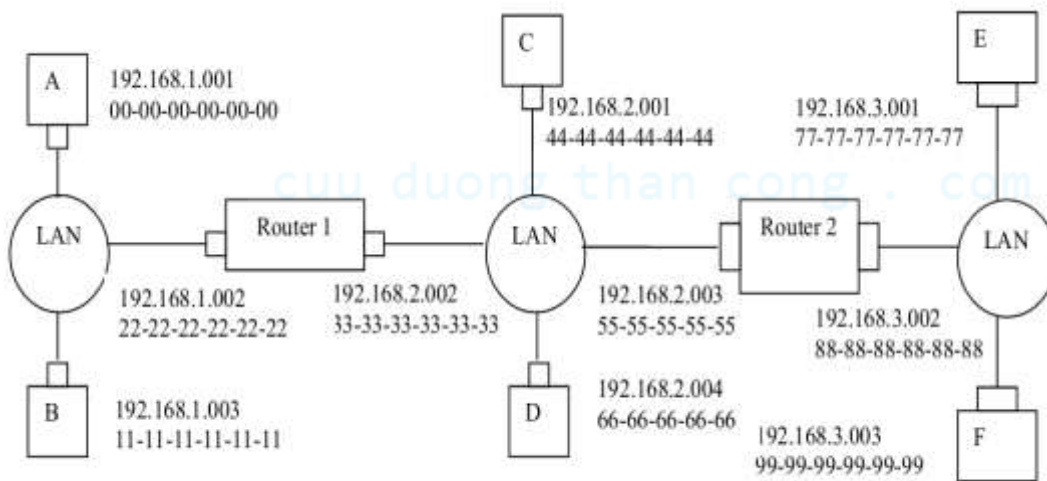 A
192.168.1.001
00-00-00-00-00-00
C
192.168.2.001
44-44-44-44-44-44
E
192.168.3.001
77-77-77-77-77-77
cuu duong than cong . com
LAN
Router 1
LAN
Router 2
LAN
192.168.1.002
22-22-22-22-22-22
192.168.2.002
33-33-33-33-33-33
192.168.2.003
55-55-55-55-55
192.168.3.002
88-88-88-88-88-88
B
192.168.1.003
11-11-11-11-11-11
D
192.168.2.004
66-66-66-66-66
192.168.3.003
99-99-99-99-99-99
F